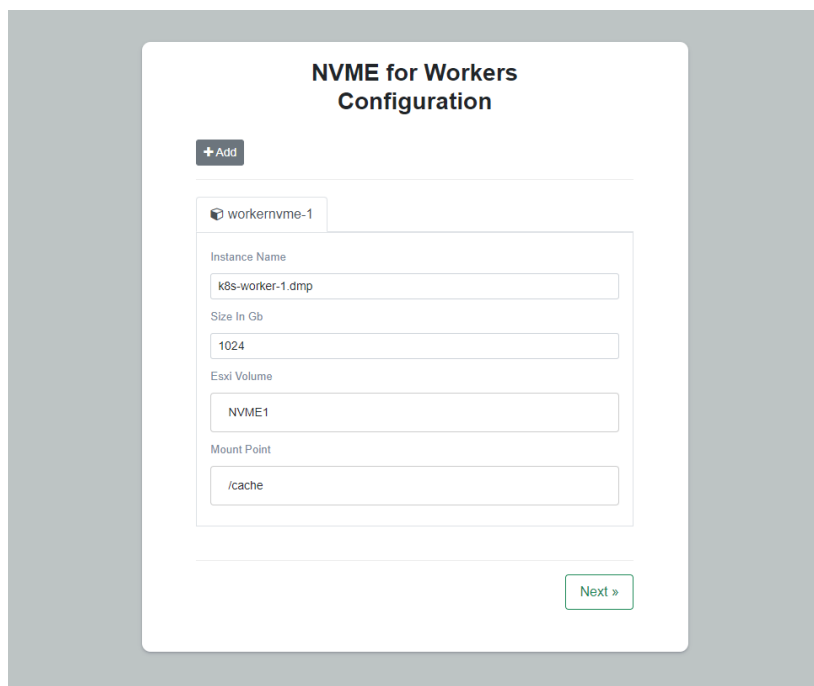 NVME for Workers
Configuration
Add
workernvme-1
Instance Name
k8s-worker-1.dmp
Size In Gb
1024
Esxi Volume
NVME1
Mount Point
/cache
Next »